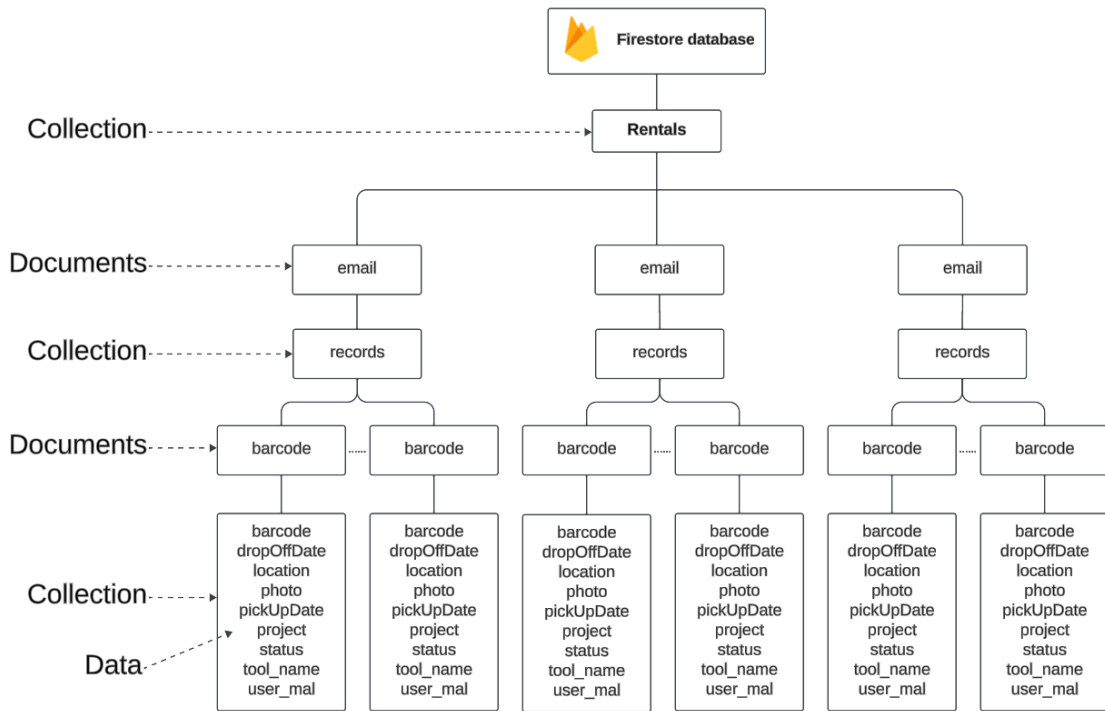 Firestore database
Collection
Rentals
Documents
email
email
email
Collection
records
records
records
Documents
barcode
......
barcode
barcode
......
barcode
barcode
......
barcode
Collection
Data
barcode
dropOffDate
location
photo
pickUpDate
project
status
tool_name
user_mal
barcode
dropOffDate
location
photo
pickUpDate
project
status
tool_name
user_mal
barcode
dropOffDate
location
photo
pickUpDate
project
status
tool_name
user_mal
barcode
dropOffDate
location
photo
pickUpDate
project
status
tool_name
user_mal
barcode
dropOffDate
location
photo
pickUpDate
project
status
tool_name
user_mal
barcode
dropOffDate
location
photo
pickUpDate
project
status
tool_name
user_mal